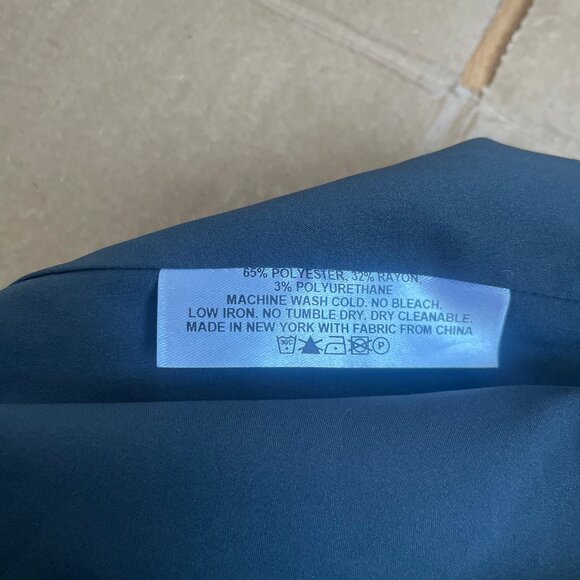 65% POLYESTER, 32% RAYON,
3% POLYURETHANE
MACHINE WASH COLD. NO BLEACH.
LOW IRON. NO TUMBLE DRY. DRY CLEANABLE.
MADE IN NEW YORK WITH FABRIC FROM CHINA
30C P